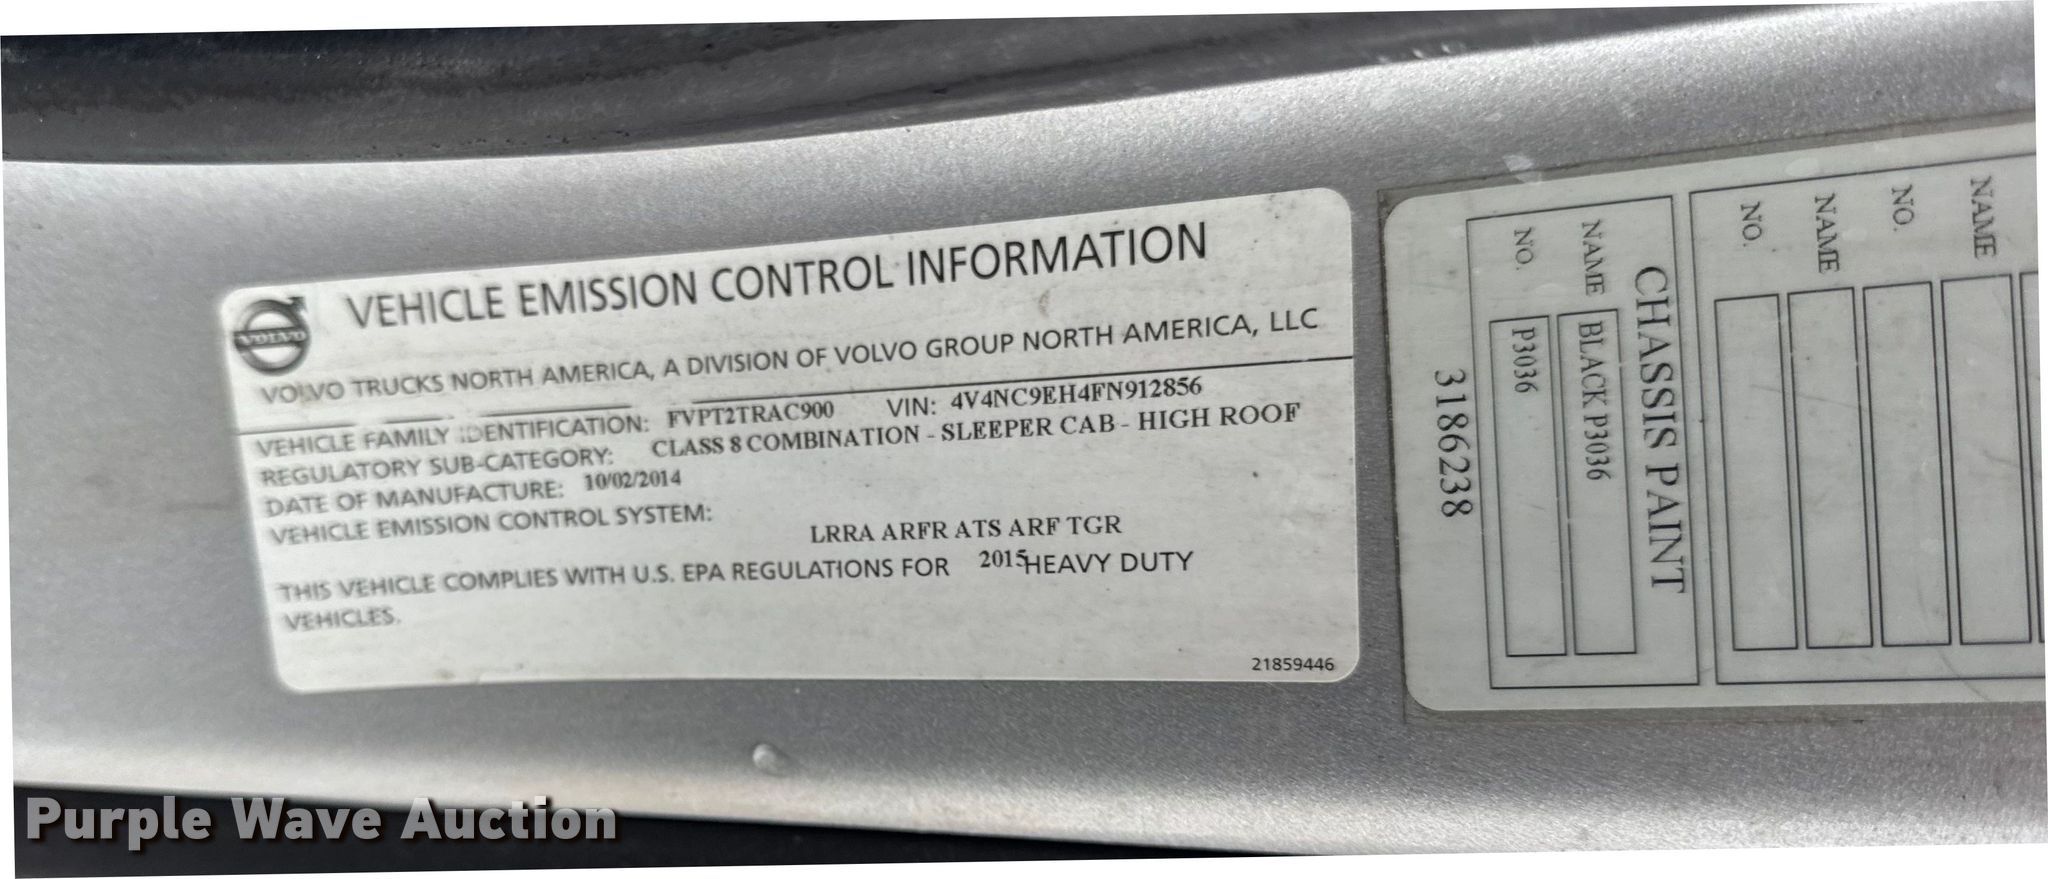 VOLVO
VEHICLE EMISSION CONTROL INFORMATION
VOLVO TRUCKS NORTH AMERICA, A DIVISION OF VOLVO GROUP NORTH AMERICA, LLC
VEHICLE FAMILY IDENTIFICATION: FVPT2TRAC900 VIN: 4V4NC9EH4FN912856
REGULATORY SUB-CATEGORY: CLASS 8 COMBINATION - SLEEPER CAB - HIGH ROOF
DATE OF MANUFACTURE: 10/02/2014
VEHICLE EMISSION CONTROL SYSTEM:
LRRA ARFR ATS ARF TGR
THIS VEHICLE COMPLIES WITH U.S. EPA REGULATIONS FOR 2015 HEAVY DUTY
VEHICLES.
21859446
CHASSIS PAINT
NAME BLACK P3036
NO. P3036
3186238
NAME
NO.
NAME
NO.
Purple Wave Auction